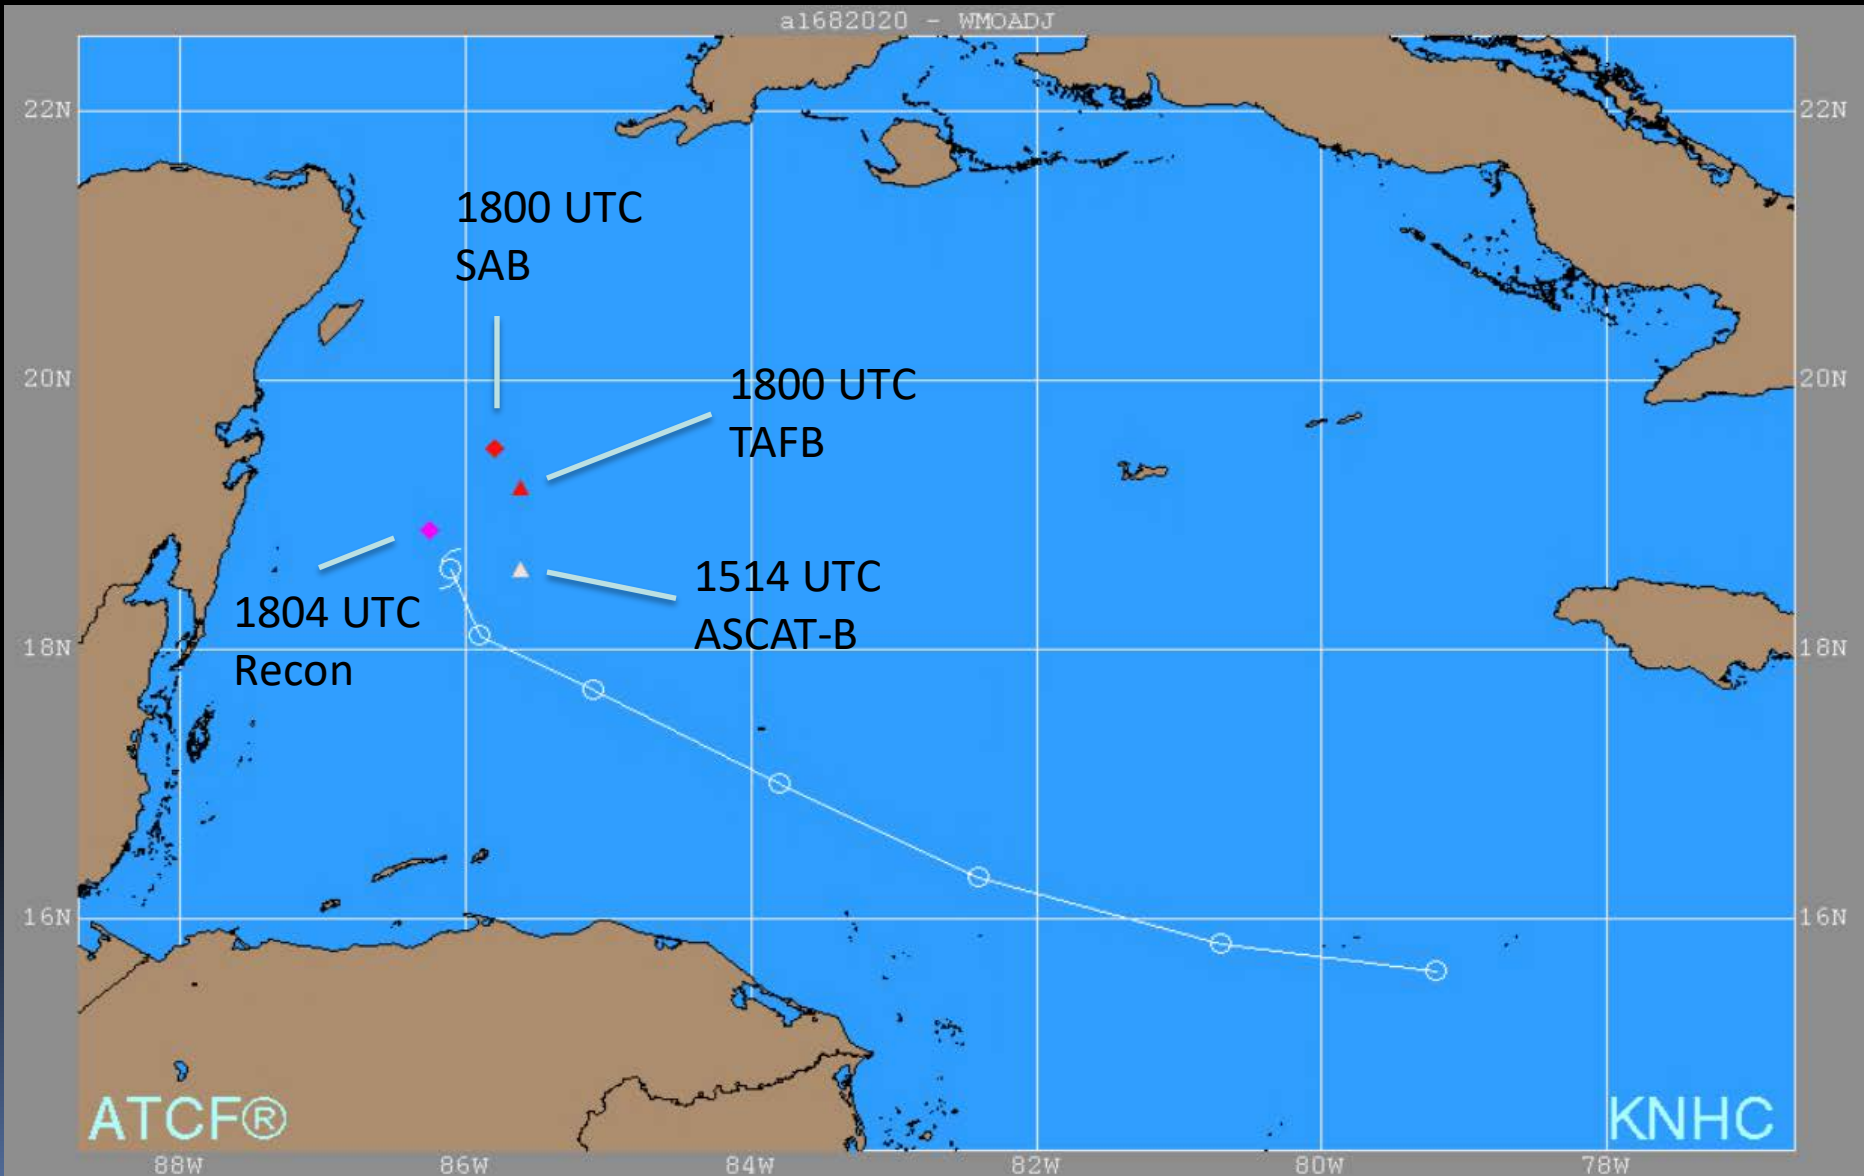 a1682020 - WMOADJ
22N 22N
1800 UTC
SAB
20N 20N
1800 UTC
TAFB
1514 UTC
ASCAT-B
1804 UTC
Recon
18N 18N
16N 16N
ATCF® KNHC
88W 86W 84W 82W 80W 78W